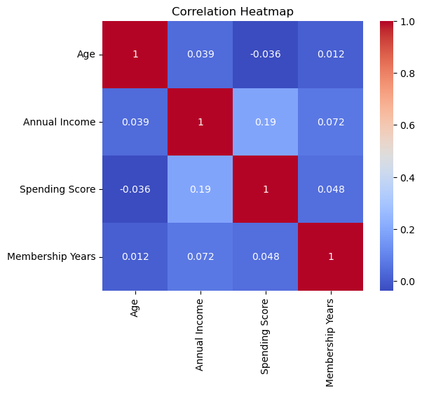 Correlation Heatmap
Age
1
0.039
-0.036
0.012
Annual Income
0.039
1
0.19
0.072
Spending Score
-0.036
0.19
1
0.048
Membership Years
0.012
0.072
0.048
1
Age
Annual Income
Spending Score
Membership Years
1.0
0.8
0.6
0.4
0.2
0.0